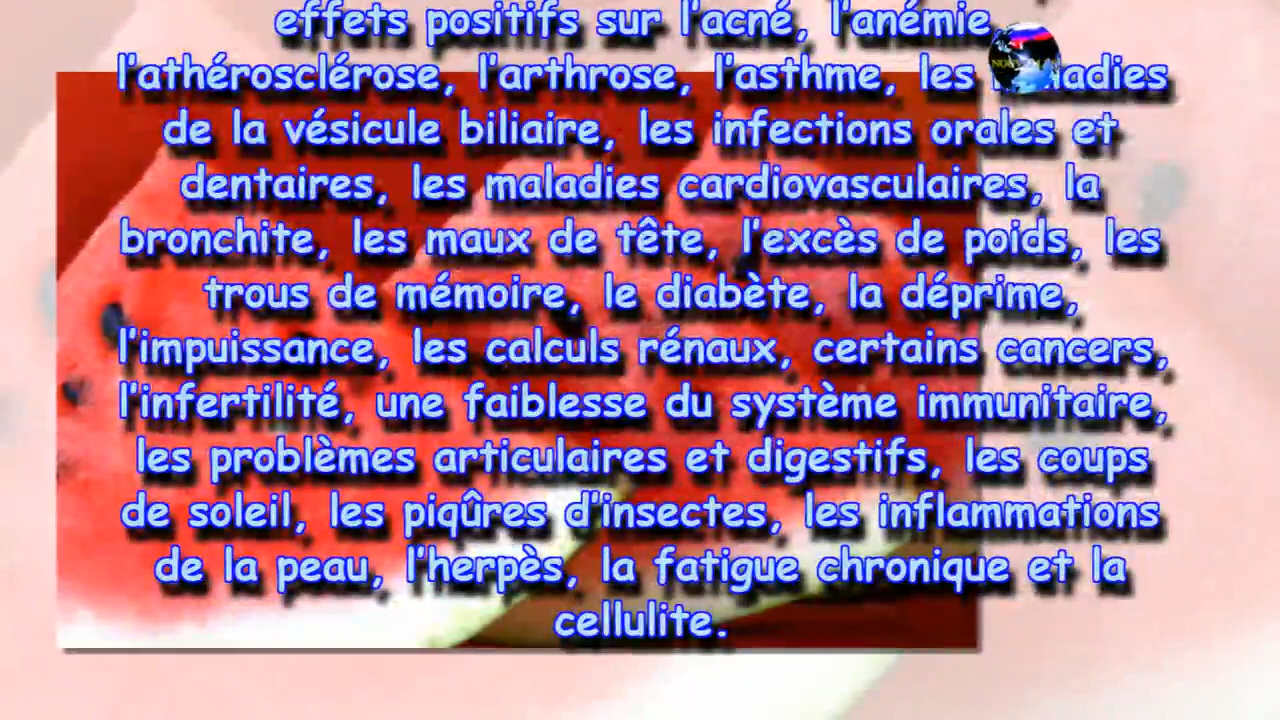 effets positifs sur l'acné, l'anémie
l'athérosclérose, l'arthrose, l'asthme, les maladies
de la vésicule biliaire, les infections orales et
dentaires, les maladies cardiovasculaires, la
bronchite, les maux de tête, l'excès de poids, les
trous de mémoire, le diabète, la déprime,
l'impuissance, les calculs rénaux, certains cancers,
l'infertilité, une faiblesse du système immunitaire,
les problèmes articulaires et digestifs, les coups
de soleil, les piqûres d'insectes, les inflammations
de la peau, l'herpès, la fatigue chronique et la
cellulite.